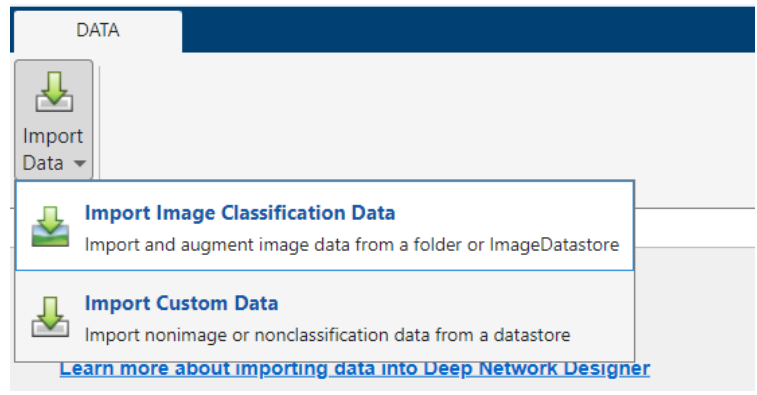 DATA
Import
Data
Import Image Classification Data
Import and augment image data from a folder or ImageDatastore
Import Custom Data
Import nonimage or nonclassification data from a datastore
Learn more about importing data into Deep Network Designer